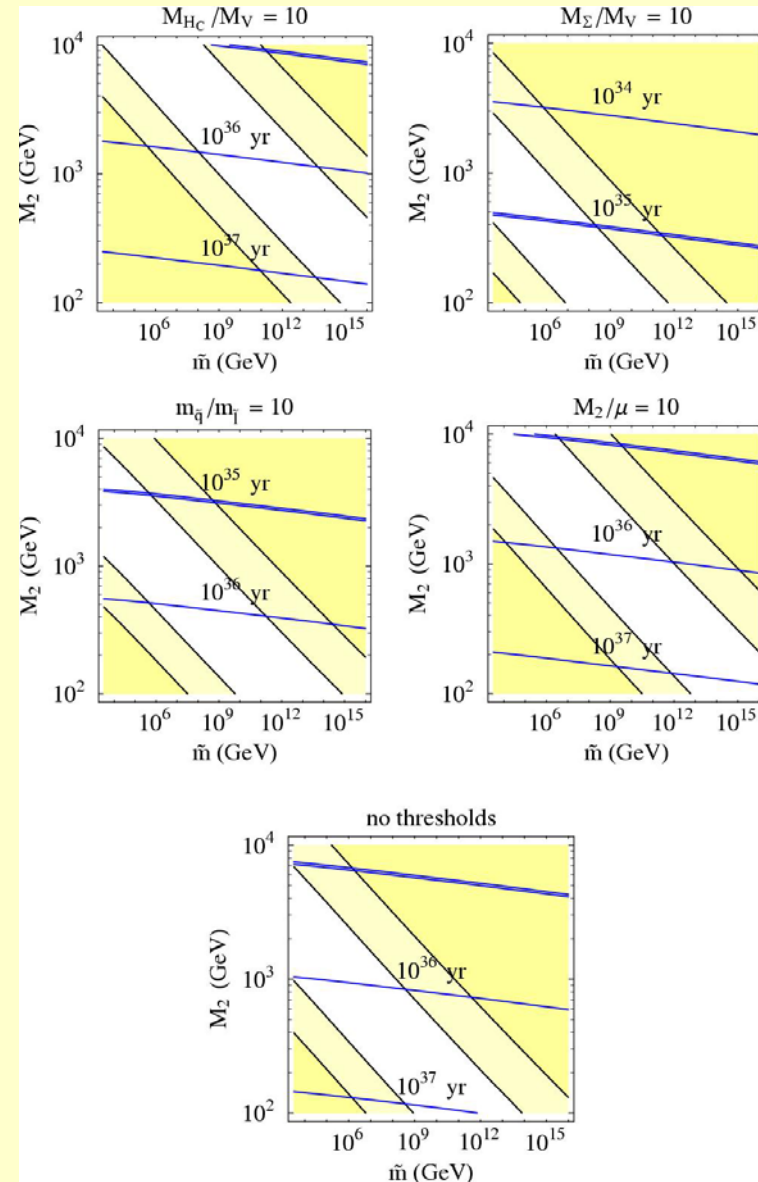 M_{H_C}/M_V = 10
10^4
10^3
10^2
M_2 (GeV)
10^{36} yr
10^{37} yr
10^6 10^9 10^{12} 10^{15}
m̃ (GeV)
M_Σ/M_V = 10
10^4
10^3
10^2
M_2 (GeV)
10^{34} yr
10^{35} yr
10^6 10^9 10^{12} 10^{15}
m̃ (GeV)
m_{q̃}/m_{l̃} = 10
10^4
10^3
10^2
M_2 (GeV)
10^{35} yr
10^{36} yr
10^6 10^9 10^{12} 10^{15}
m̃ (GeV)
M_2/μ = 10
10^4
10^3
10^2
M_2 (GeV)
10^{36} yr
10^{37} yr
10^6 10^9 10^{12} 10^{15}
m̃ (GeV)
no thresholds
10^4
10^3
10^2
M_2 (GeV)
10^{36} yr
10^{37} yr
10^6 10^9 10^{12} 10^{15}
m̃ (GeV)